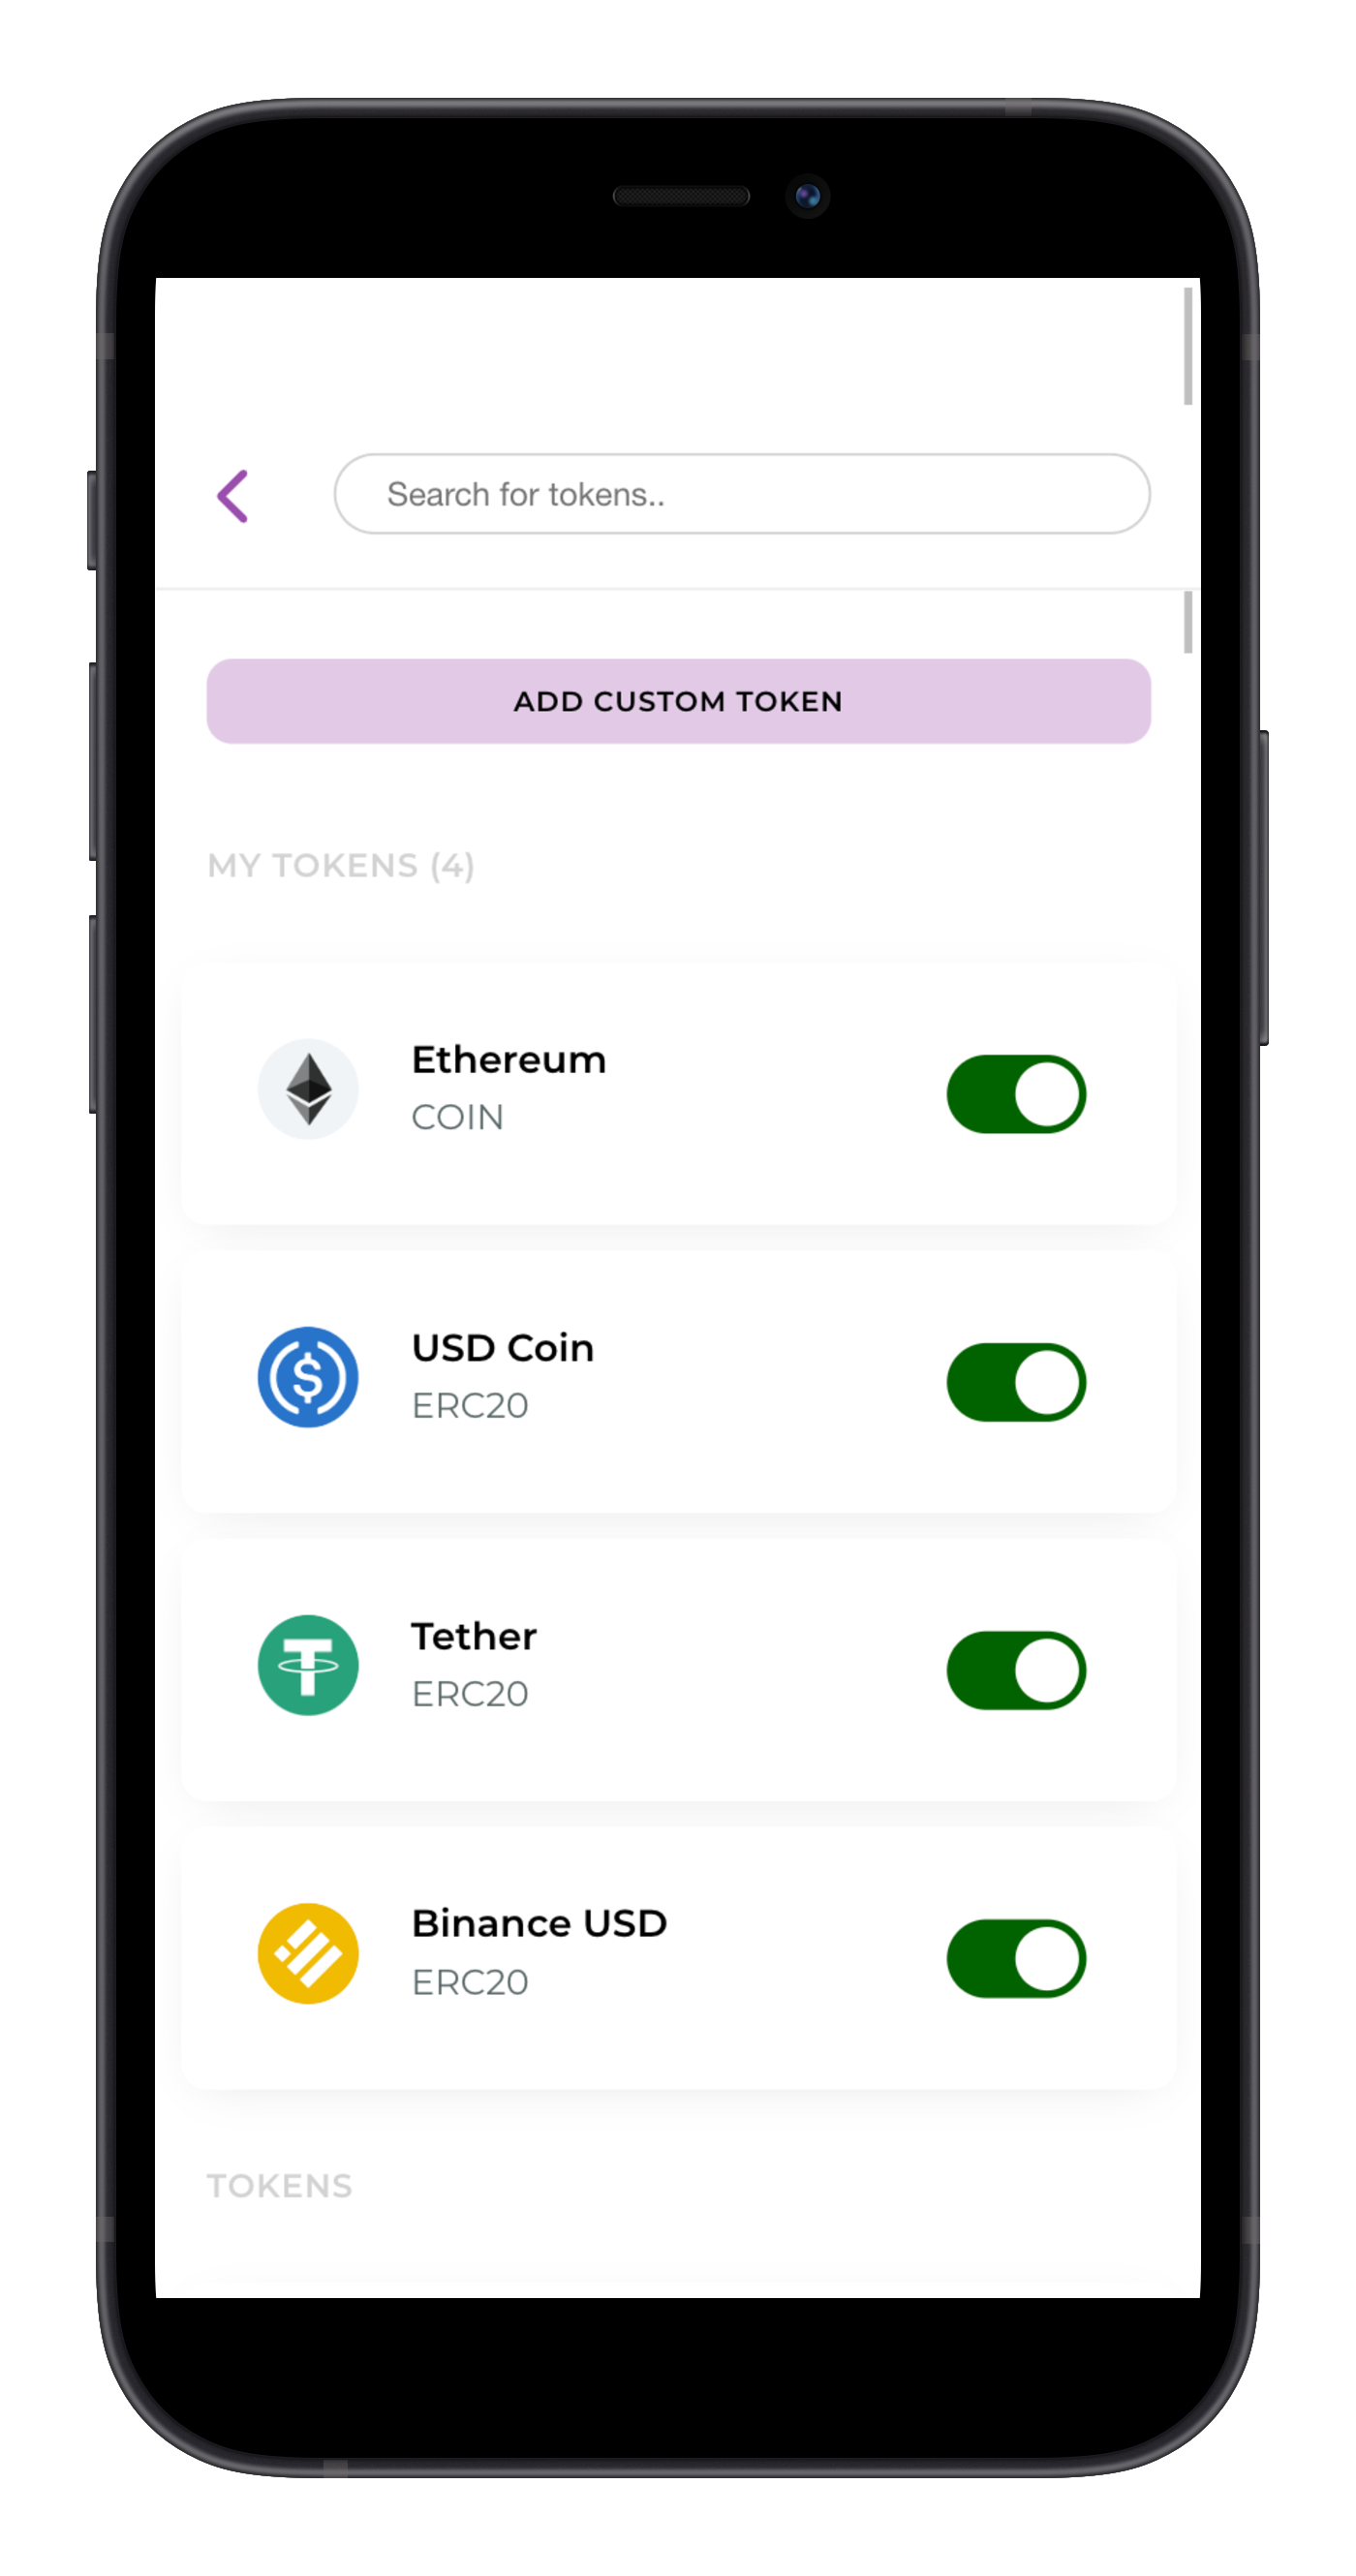 Search for tokens..
ADD CUSTOM TOKEN
MY TOKENS (4)
Ethereum
COIN
USD Coin
ERC20
Tether
ERC20
Binance USD
ERC20
TOKENS